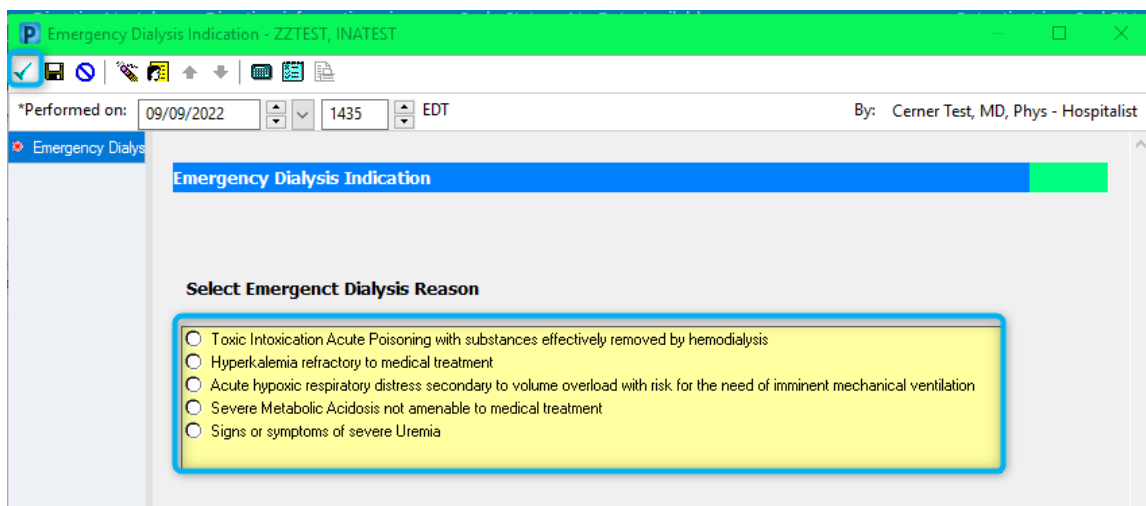 Emergency Dialysis Indication - ZZTEST, INATEST
*Performed on: 09/09/2022 1435 EDT By: Cerner Test, MD, Phys - Hospitalist
Emergency Dialys
Emergency Dialysis Indication
Select Emergenct Dialysis Reason
Toxic Intoxication Acute Poisoning with substances effectively removed by hemodialysis
Hyperkalemia refractory to medical treatment
Acute hypoxic respiratory distress secondary to volume overload with risk for the need of imminent mechanical ventilation
Severe Metabolic Acidosis not amenable to medical treatment
Signs or symptoms of severe Uremia